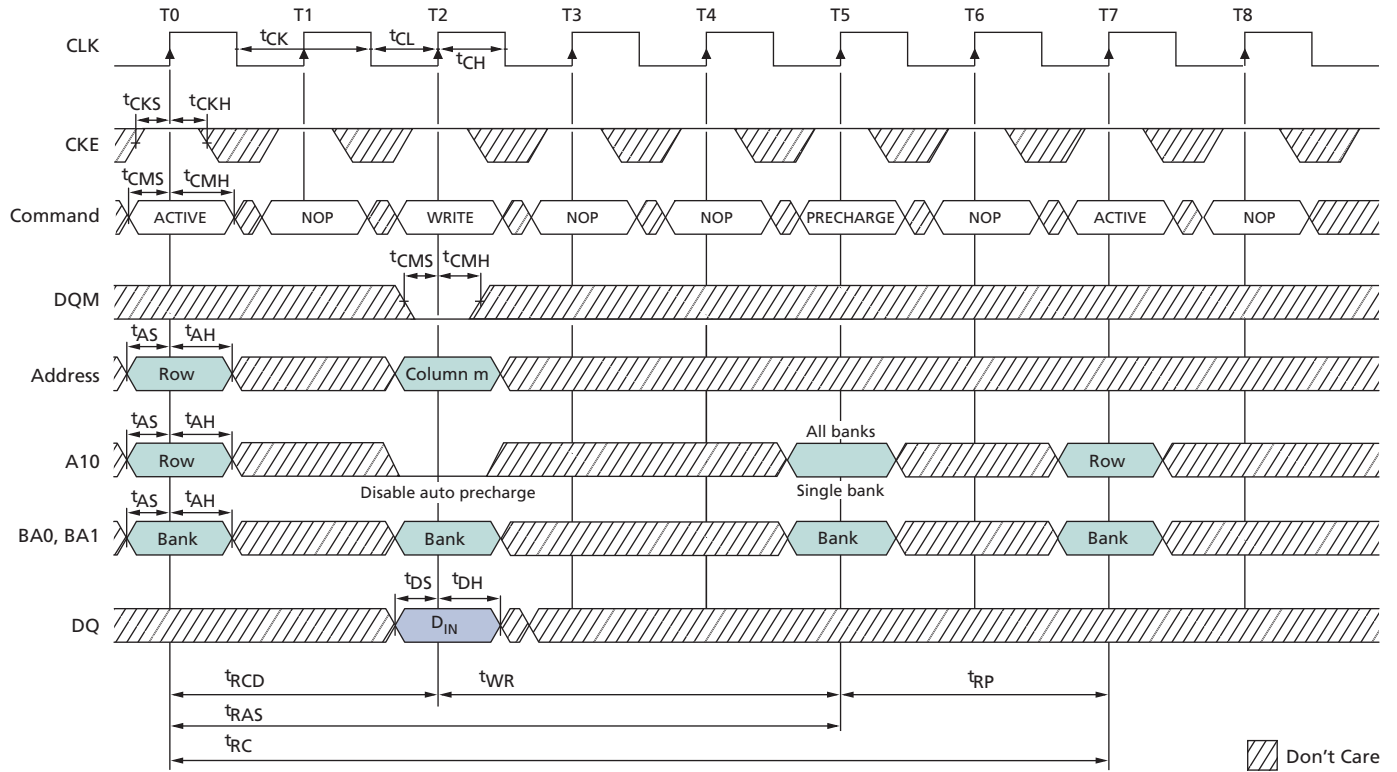 T0 T1 T2 T3 T4 T5 T6 T7 T8
CLK
tCK tCL
tCH
tCKS tCKH
CKE
tCMS tCMH
Command ACTIVE NOP WRITE NOP NOP PRECHARGE NOP ACTIVE NOP
tCMS tCMH
DQM
tAS tAH
Address Row Column m
tAS tAH All banks
A10 Row Row
Disable auto precharge Single bank
tAS tAH
BA0, BA1 Bank Bank Bank Bank
tDS tDH
DQ DIN
tRCD tWR tRP
tRAS
tRC
Don't Care